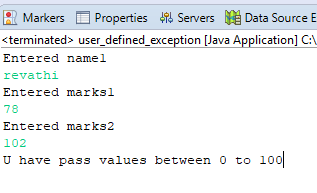 Markers Properties Servers Data Source E
<terminated> user_defined_exception [Java Application] C:\
Entered name1
revathi
Entered marks1
78
Entered marks2
102
U have pass values between 0 to 100